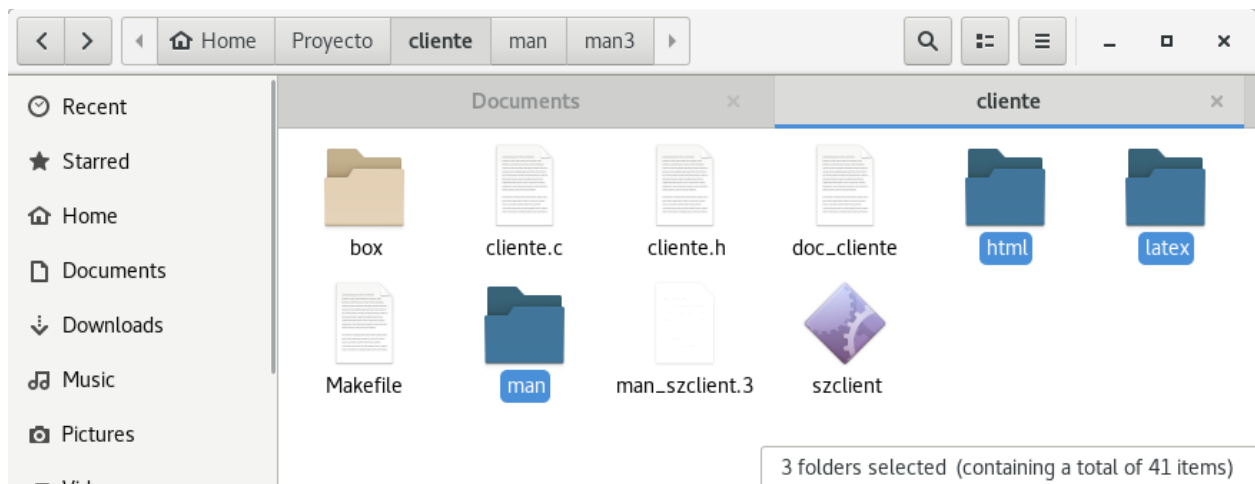 Home Proyecto cliente man man3
Recent
Starred
Home
Documents
Downloads
Music
Pictures
Documents cliente
box cliente.c cliente.h doc_cliente html latex
Makefile man man_szclient.3 szclient
3 folders selected (containing a total of 41 items)